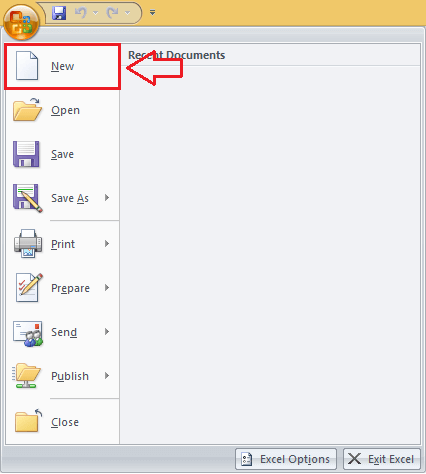 Recent Documents
New
Open
Save
Save As
Print
Prepare
Send
Publish
Close
Excel Options
Exit Excel